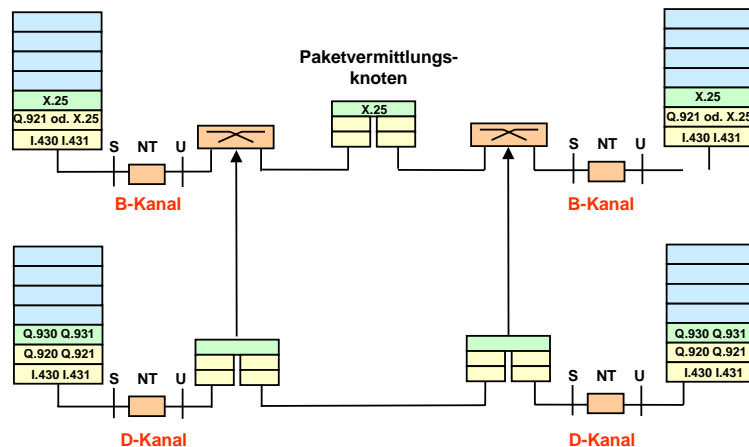 Paketvermittlungs-
knoten
X.25
Q.921 od. X.25
I.430 I.431
S NT U
B-Kanal
X.25
X.25
Q.921 od. X.25
I.430 I.431
S NT U
B-Kanal
Q.930 Q.931
Q.920 Q.921
I.430 I.431
S NT U
D-Kanal
Q.930 Q.931
Q.920 Q.921
I.430 I.431
S NT U
D-Kanal